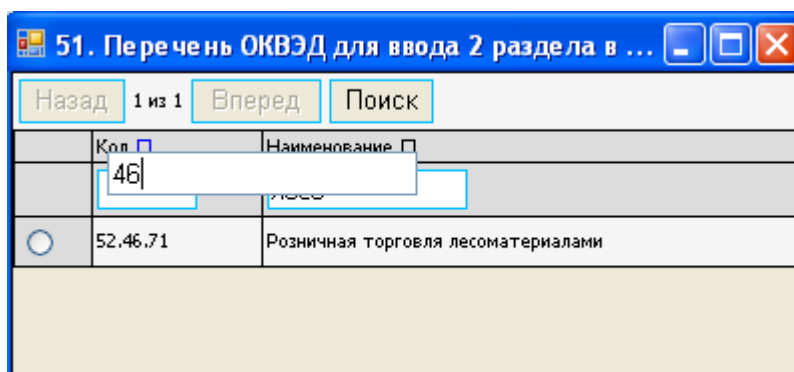 51. Перечень ОКВЭД для ввода 2 раздела в ...
Назад 1 из 1 Вперед Поиск
Код Наименование
46
52.46.71 Розничная торговля лесоматериалами